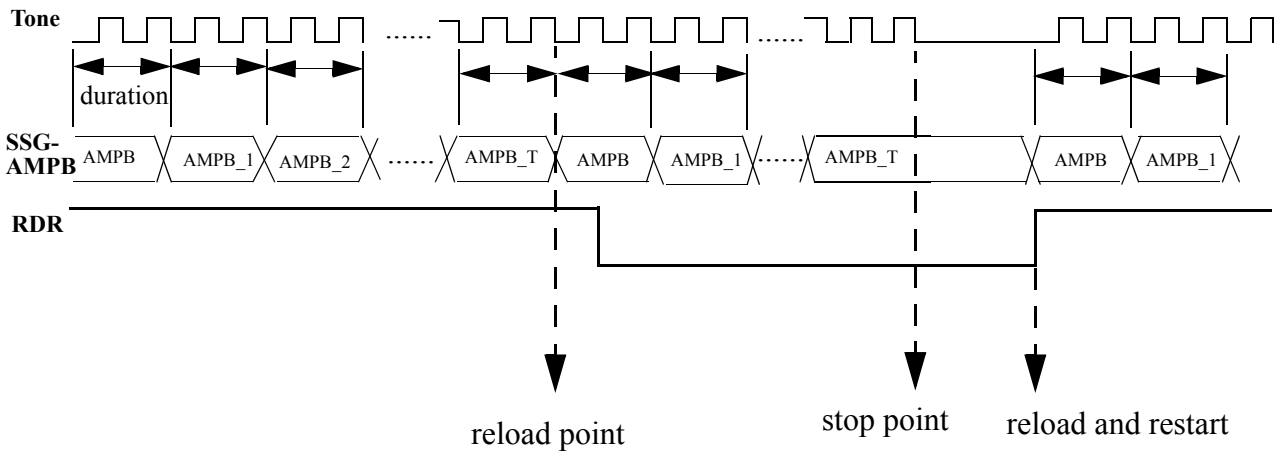 Tone
......
......
duration
SSG-
AMPB
AMPB AMPB_1 AMPB_2 ...... AMPB_T AMPB AMPB_1 ...... AMPB_T AMPB AMPB_1
RDR
reload point
stop point
reload and restart